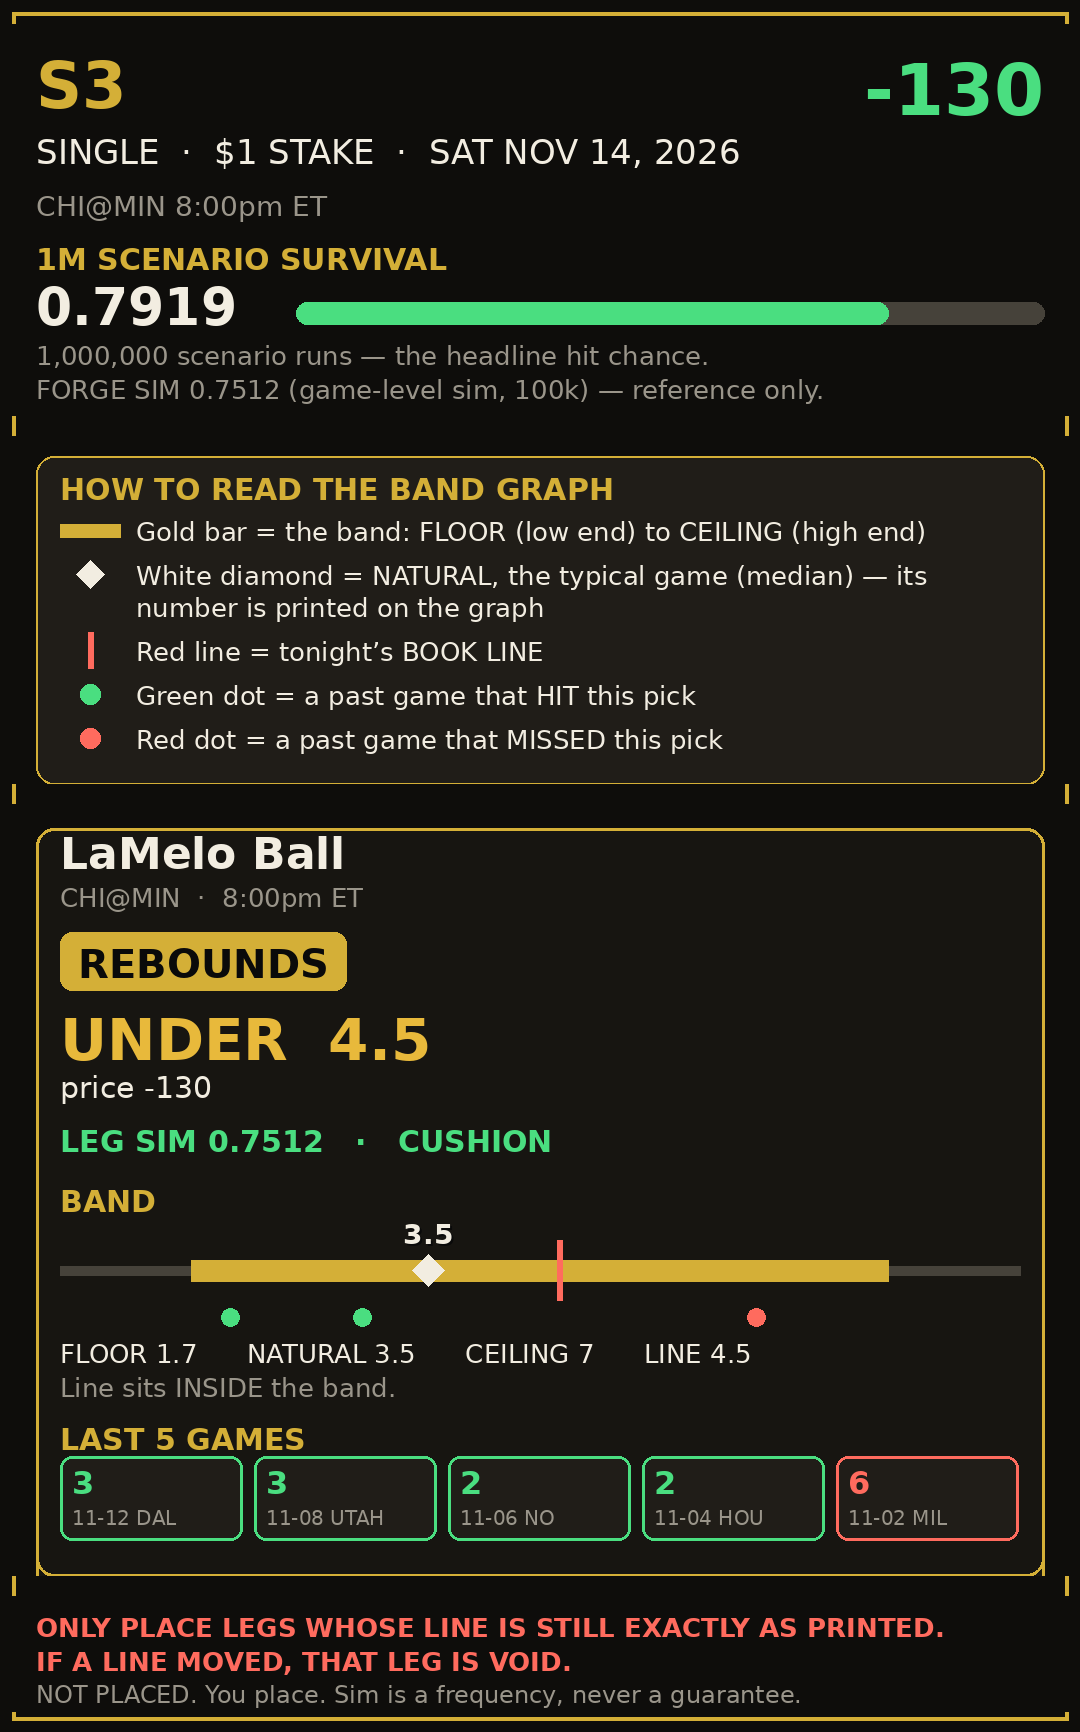 S3
-130
SINGLE · $1 STAKE · SAT NOV 14, 2026
CHI@MIN 8:00pm ET
1M SCENARIO SURVIVAL
0.7919
1,000,000 scenario runs — the headline hit chance.
FORGE SIM 0.7512 (game-level sim, 100k) — reference only.
HOW TO READ THE BAND GRAPH
Gold bar = the band: FLOOR (low end) to CEILING (high end)
White diamond = NATURAL, the typical game (median) — its
number is printed on the graph
Red line = tonight’s BOOK LINE
Green dot = a past game that HIT this pick
Red dot = a past game that MISSED this pick
LaMelo Ball
CHI@MIN · 8:00pm ET
REBOUNDS
UNDER 4.5
price -130
LEG SIM 0.7512 · CUSHION
BAND
3.5
FLOOR 1.7 NATURAL 3.5 CEILING 7 LINE 4.5
Line sits INSIDE the band.
LAST 5 GAMES
3
11-12 DAL
3
11-08 UTAH
2
11-06 NO
2
11-04 HOU
6
11-02 MIL
ONLY PLACE LEGS WHOSE LINE IS STILL EXACTLY AS PRINTED.
IF A LINE MOVED, THAT LEG IS VOID.
NOT PLACED. You place. Sim is a frequency, never a guarantee.